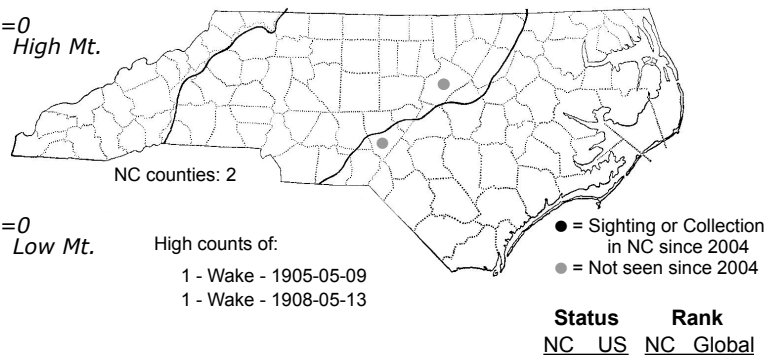 =0
High Mt.
NC counties: 2
=0
Low Mt.
High counts of:
1 - Wake - 1905-05-09
1 - Wake - 1908-05-13
● = Sighting or Collection
in NC since 2004
● = Not seen since 2004
Status Rank
NC US NC Global